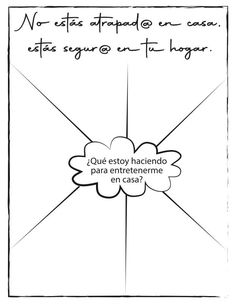 No estás atrapad@ en casa,
estás segur@ en tu hogar.
¿Qué estoy haciendo
para entretenerme
en casa?